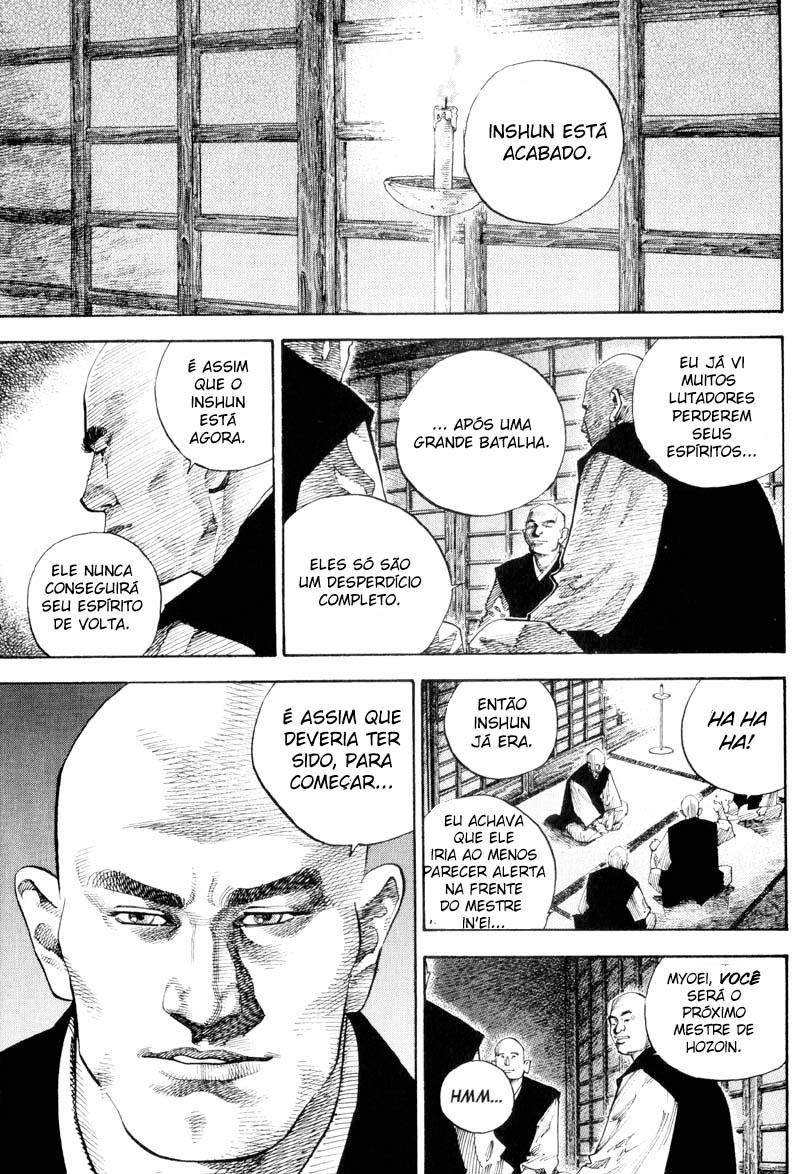 INSHUN ESTÁ
ACABADO.
EU JÁ VI
MUITOS
LUTADORES
PERDEREM
SEUS
ESPÍRITOS...
... APÓS UMA
GRANDE BATALHA.
ELES SÓ SÃO
UM DESPERDÍCIO
COMPLETO.
É ASSIM
QUE O
INSHUN
ESTÁ
AGORA.
ELE NUNCA
CONSEGUIRÁ
SEU ESPÍRITO
DE VOLTA.
HA HA
HA!
ENTÃO
INSHUN
JÁ ERA.
EU ACHAVA
QUE ELE
IRIA AO MENOS
PARECER ALERTA
NA FRENTE
DO MESTRE
IN'EI...
MYOEI, VOCÊ
SERÁ O
PRÓXIMO
MESTRE DE
HOZOIN.
HMM...
É ASSIM QUE
DEVERIA TER
SIDO, PARA
COMEÇAR...